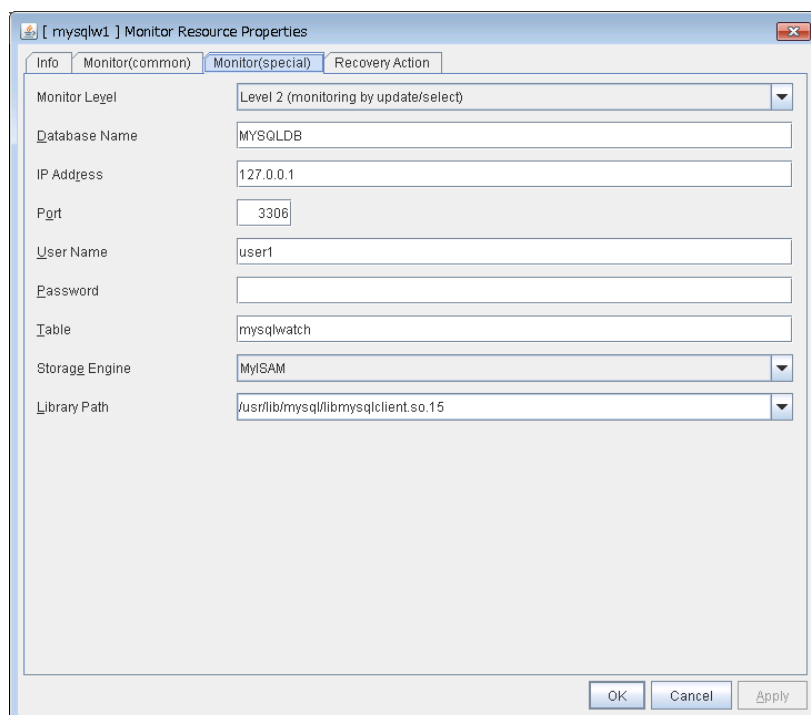 [ mysqlw1 ] Monitor Resource Properties
Info Monitor(common) Monitor(special) Recovery Action
Monitor Level Level 2 (monitoring by update/select)
Database Name MYSQLDB
IP Address 127.0.0.1
Port 3306
User Name user1
Password
Table mysqlwatch
Storage Engine MyISAM
Library Path /usr/lib/mysql/libmysqlclient.so.15
OK Cancel Apply